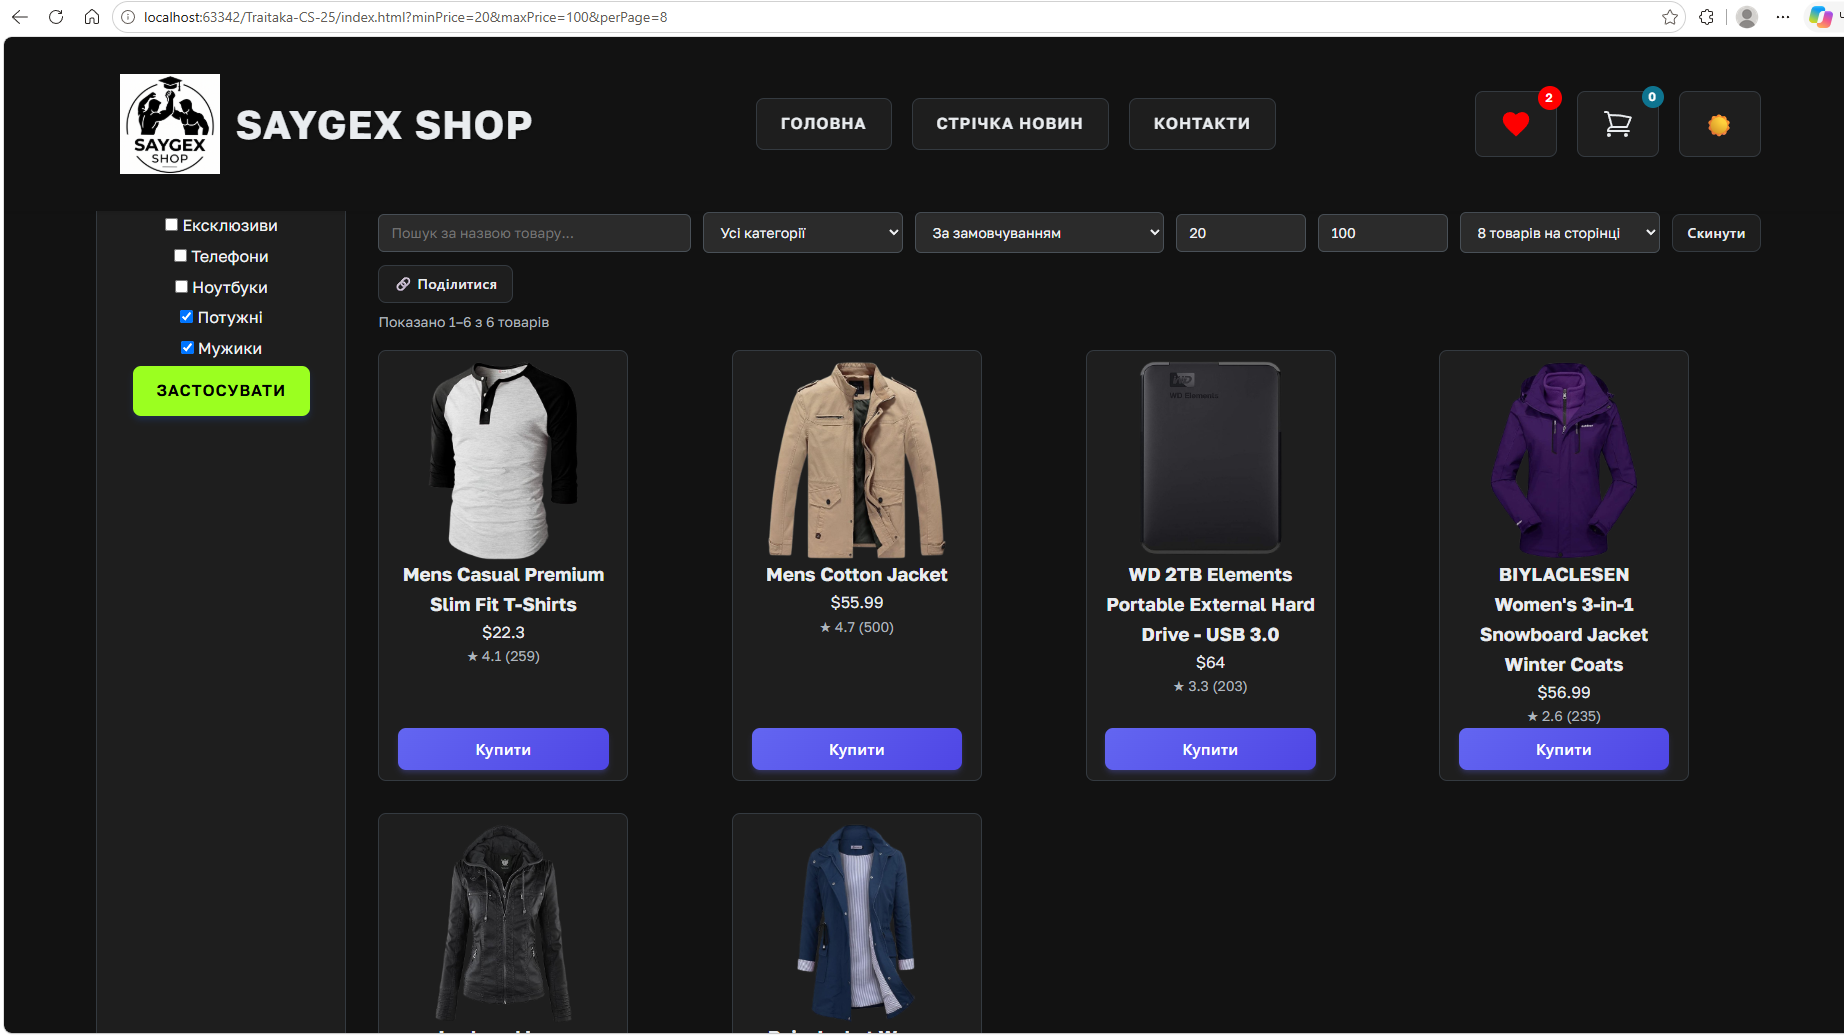 localhost:63342/Traitaka-CS-25/index.html?minPrice=20&maxPrice=100&perPage=8
SAYGEX
SHOP
SAYGEX SHOP
ГОЛОВНА
СТРІЧКА НОВИН
КОНТАКТИ
2
0
Ексклюзиви
Телефони
Ноутбуки
Потужні
Мужики
ЗАСТОСУВАТИ
Пошук за назвою товару...
Усі категорії
За замовчуванням
20
100
8 товарів на сторінці
Скинути
Поділитися
Показано 1–6 з 6 товарів
Mens Casual Premium
Slim Fit T-Shirts
$22.3
★ 4.1 (259)
Купити
Mens Cotton Jacket
$55.99
★ 4.7 (500)
Купити
WD
WD Elements
WD 2TB Elements
Portable External Hard
Drive - USB 3.0
$64
★ 3.3 (203)
Купити
BIYLACLESEN
Women's 3-in-1
Snowboard Jacket
Winter Coats
$56.99
★ 2.6 (235)
Купити